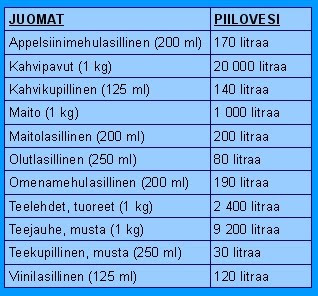 JUOMAT PIILOVESI
Appelsiinimehulasillinen (200 ml) 170 litraa
Kahvipavut (1 kg) 20 000 litraa
Kahvikupillinen (125 ml) 140 litraa
Maito (1 kg) 1 000 litraa
Maitolasillinen (200 ml) 200 litraa
Olutlasillinen (250 ml) 80 litraa
Omenamehulasillinen (200 ml) 190 litraa
Teelehdet, tuoreet (1 kg) 2 400 litraa
Teejauhe, musta (1 kg) 9 200 litraa
Teekupillinen, musta (250 ml) 30 litraa
Viinilasillinen (125 ml) 120 litraa